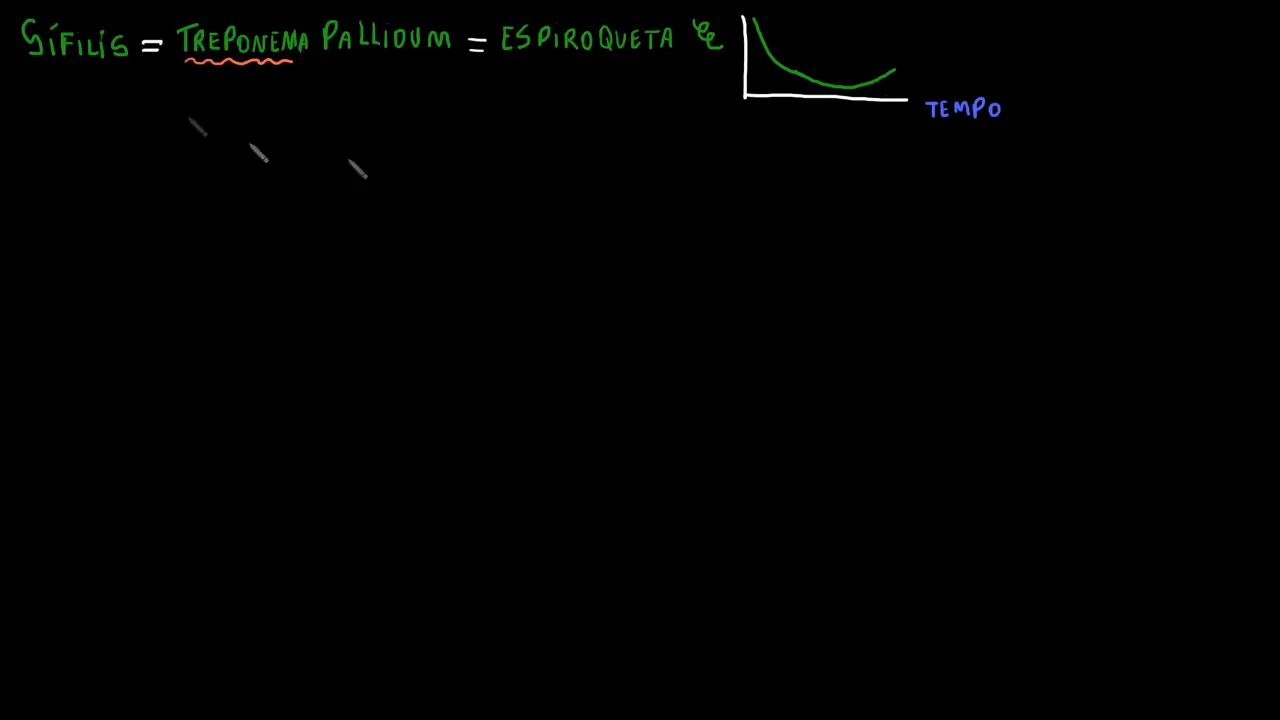 SÍFILIS = TREPONEMA PALLIDUM = ESPIROQUETA
TEMPO